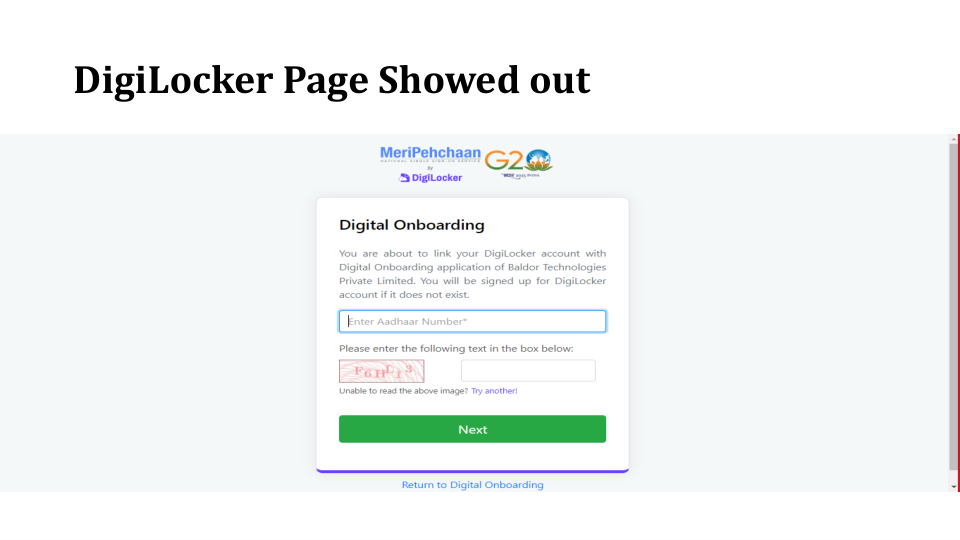 DigiLocker Page Showed out
MeriPehchaan
NATIONAL SINGLE SIGN-ON SERVICE
By
DigiLocker
G20
Digital Onboarding
You are about to link your DigiLocker account with
Digital Onboarding application of Baldor Technologies
Private Limited. You will be signed up for DigiLocker
account if it does not exist.
Enter Aadhaar Number*
Please enter the following text in the box below:
Unable to read the above image? Try another!
Next
Return to Digital Onboarding